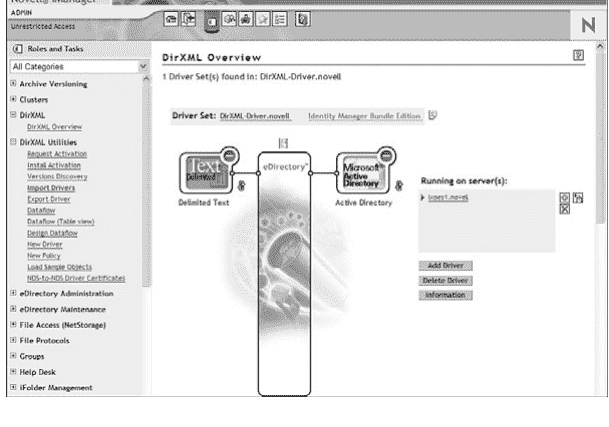 Novell® iManager
ADMIN
Unrestricted Access
N
Roles and Tasks
All Categories
Archive Versioning
Clusters
DirXML
DirXML Overview
DirXML Utilities
Request Activation
Install Activation
Versions Discovery
Import Drivers
Export Driver
Dataflow
Dataflow (Table view)
Design Dataflow
New Driver
New Policy
Load Sample Objects
NDS-to-NDS Driver Certificates
eDirectory Administration
eDirectory Maintenance
File Access (NetStorage)
File Protocols
Groups
Help Desk
iFolder Management
DirXML Overview
1 Driver Set(s) found in: DirXML-Driver.novell
Driver Set: DirXML-Driver.novell Identity Manager Bundle Edition
Text
Delimited
Delimited Text
eDirectory™
Microsoft
Active
Directory
Active Directory
Running on server(s):
Add Driver
Delete Driver
Information